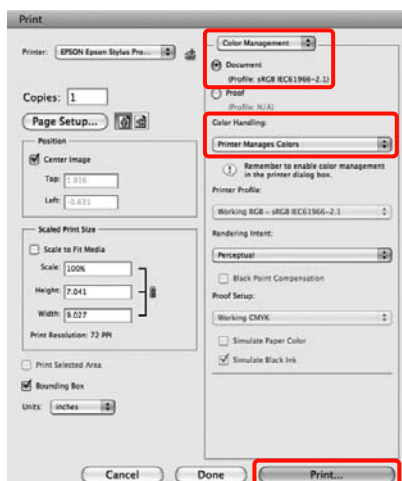 Print
Printer: EPSON Epson Stylus Pro...
Copies: 1
Page Setup...
Position
Center Image
Top: 1.916
Left: -0.631
Scaled Print Size
Scale to Fit Media
Scale: 100%
Height: 7.041
Width: 9.027
Print Resolution: 72 PPI
Print Selected Area
Bounding Box
Units: inches
Color Management
Document
(Profile: sRGB IEC61966-2.1)
Proof
(Profile: N/A)
Color Handling:
Printer Manages Colors
Remember to enable color management
in the printer dialog box.
Printer Profile:
Working RGB - sRGB IEC61966-2.1
Rendering Intent:
Perceptual
Black Point Compensation
Proof Setup:
Working CMYK
Simulate Paper Color
Simulate Black Ink
Cancel
Done
Print...